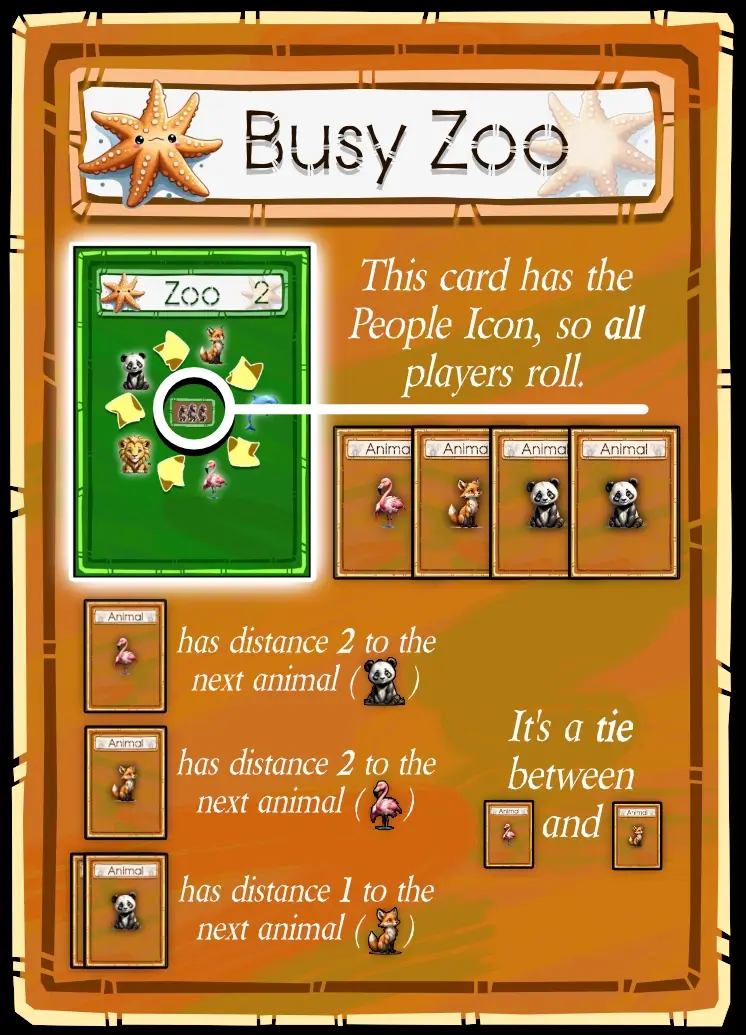 Busy Zoo
Zoo 2
This card has the
People Icon, so all
players roll.
Animal
Animal
Animal
Animal
Animal
has distance 2 to the
next animal ( )
Animal
has distance 2 to the
next animal ( )
Animal
has distance 1 to the
next animal ( )
It's a tie
between
Animal and Animal